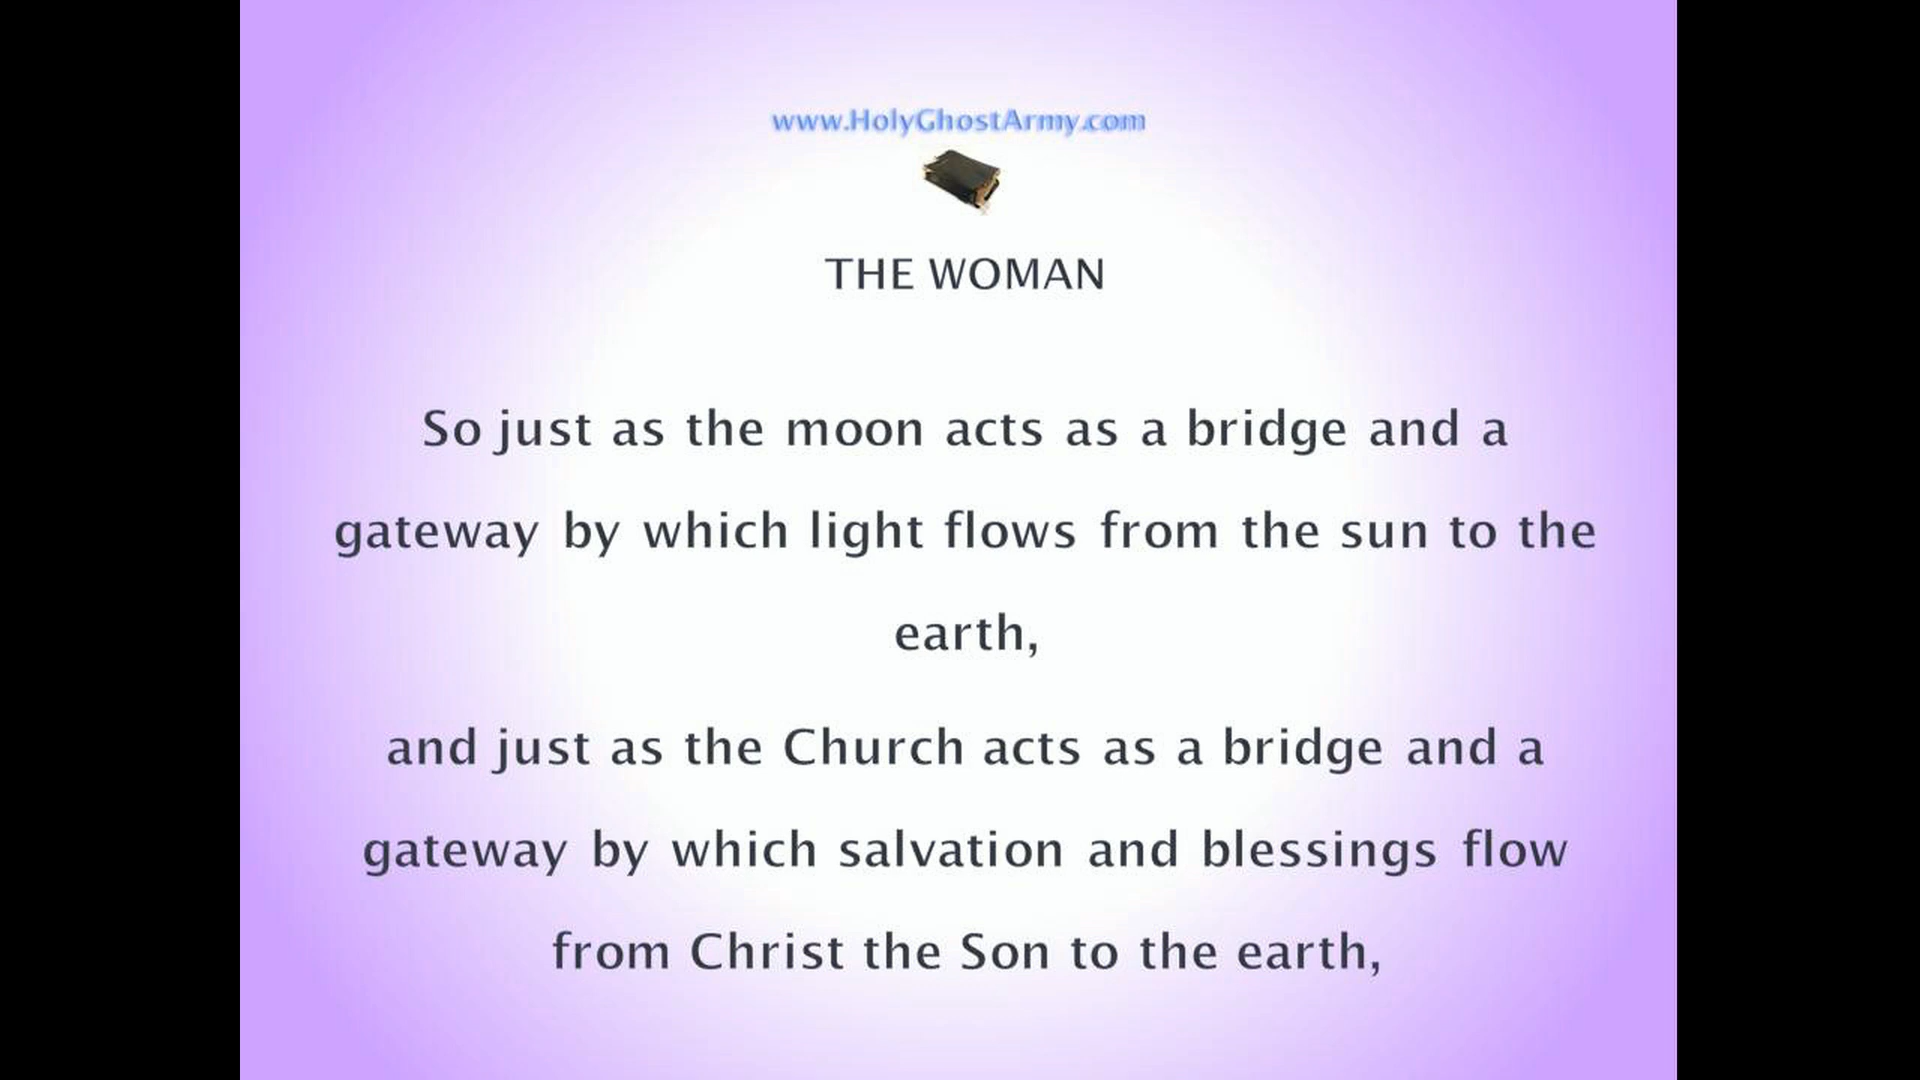 www.HolyGhostArmy.com
THE WOMAN
So just as the moon acts as a bridge and a
gateway by which light flows from the sun to the
earth,
and just as the Church acts as a bridge and a
gateway by which salvation and blessings flow
from Christ the Son to the earth,